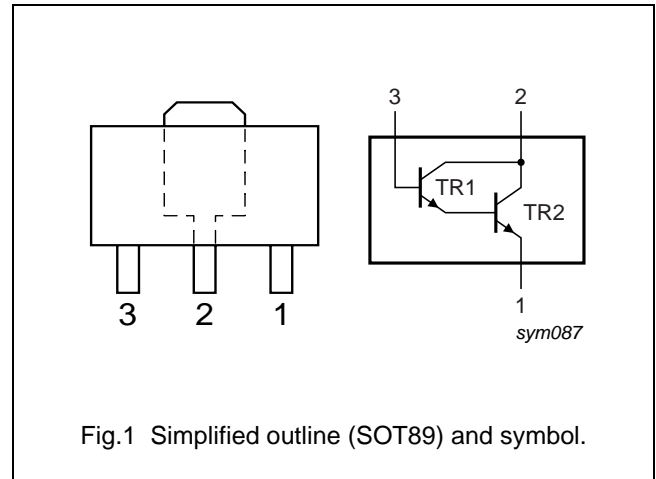 3 2
TR1
TR2
3 2 1
1
sym087
Fig.1 Simplified outline (SOT89) and symbol.